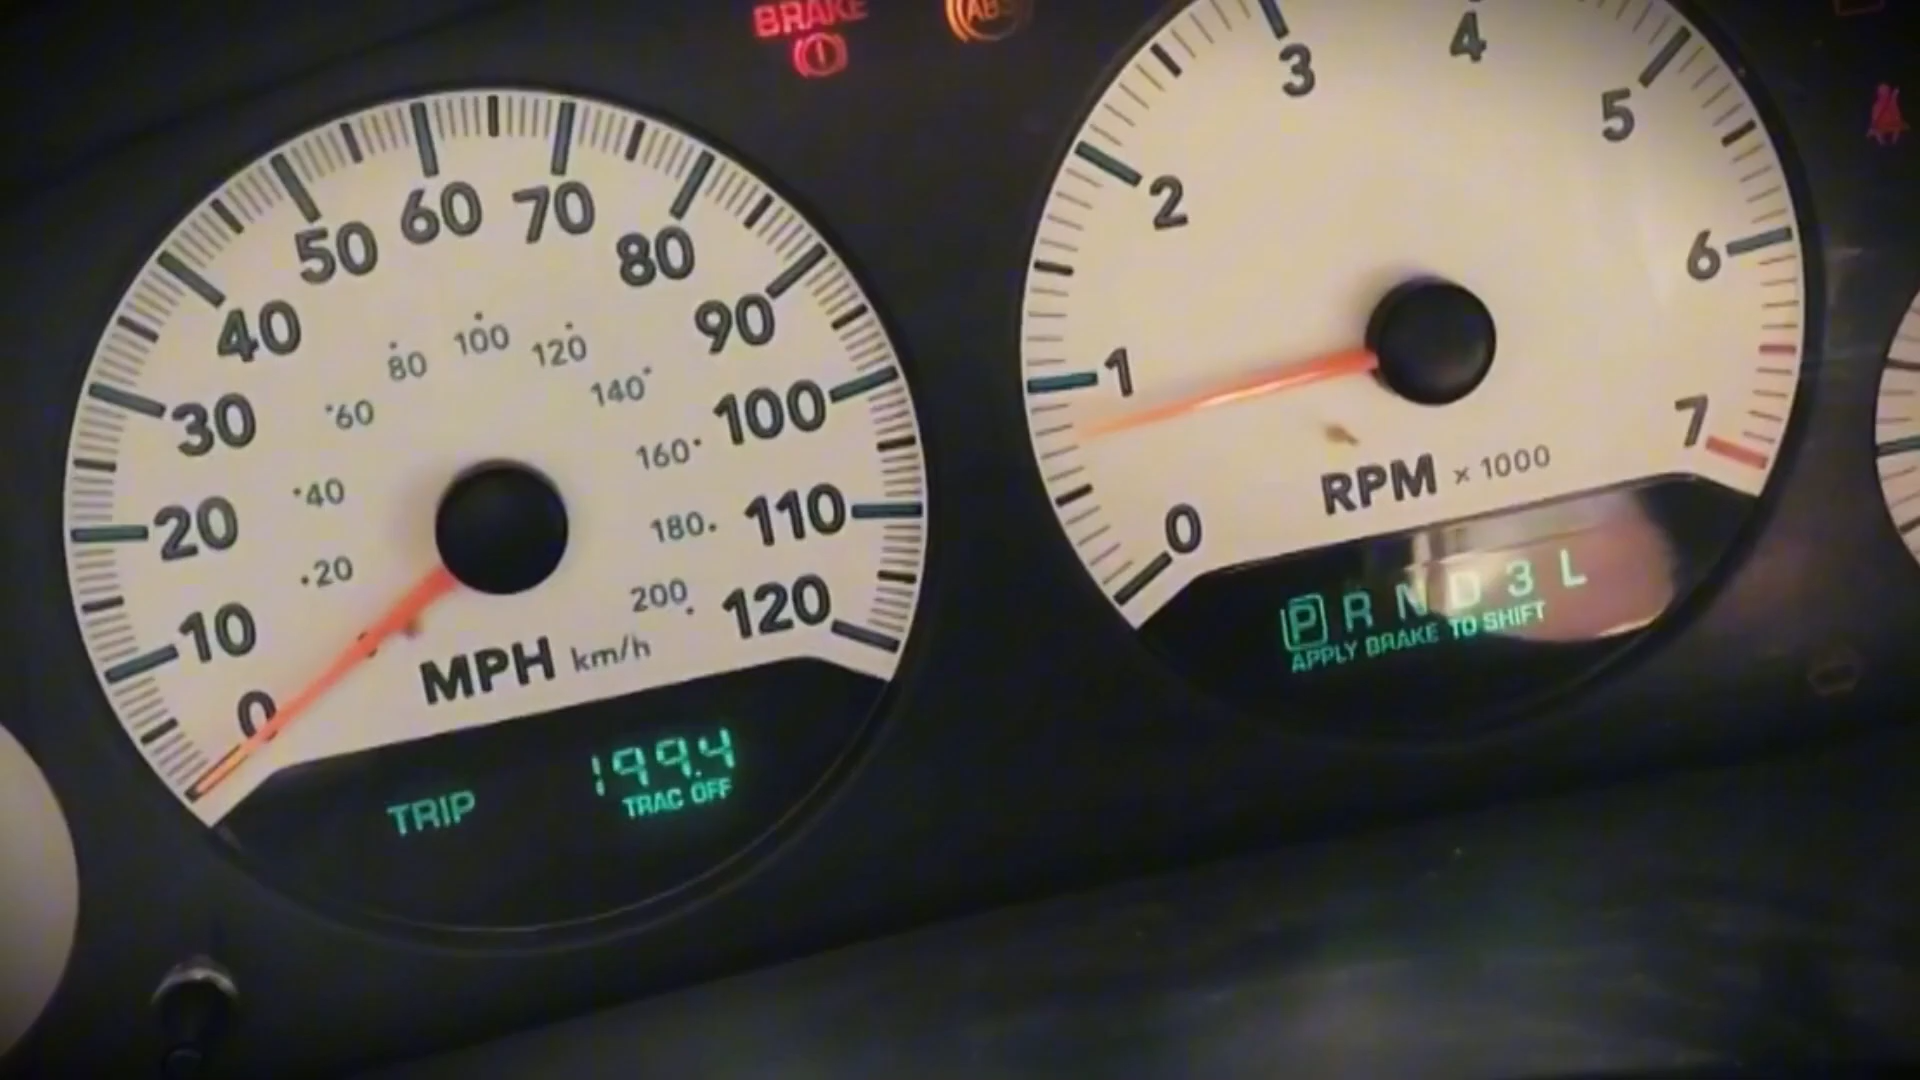 BRAKE
ABS
0 10 20 30 40 50 60 70 80 90 100 110 120
20 40 60 80 100 120 140 160 180 200
MPH km/h
TRIP 199.4
TRAC OFF
0 1 2 3 4 5 6 7
RPM x 1000
P R N D 3 L
APPLY BRAKE TO SHIFT